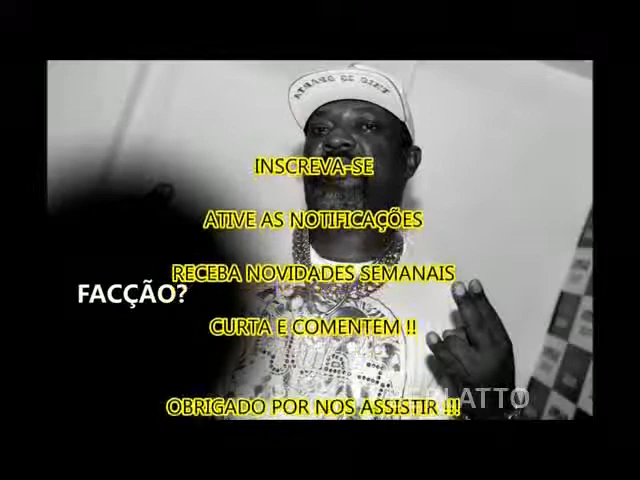 INSCREVA-SE
ATIVE AS NOTIFICAÇÕES
RECEBA NOVIDADES SEMANAIS
FACÇÃO?
CURTA E COMENTEM !!
OBRIGADO POR NOS ASSISTIR !!!